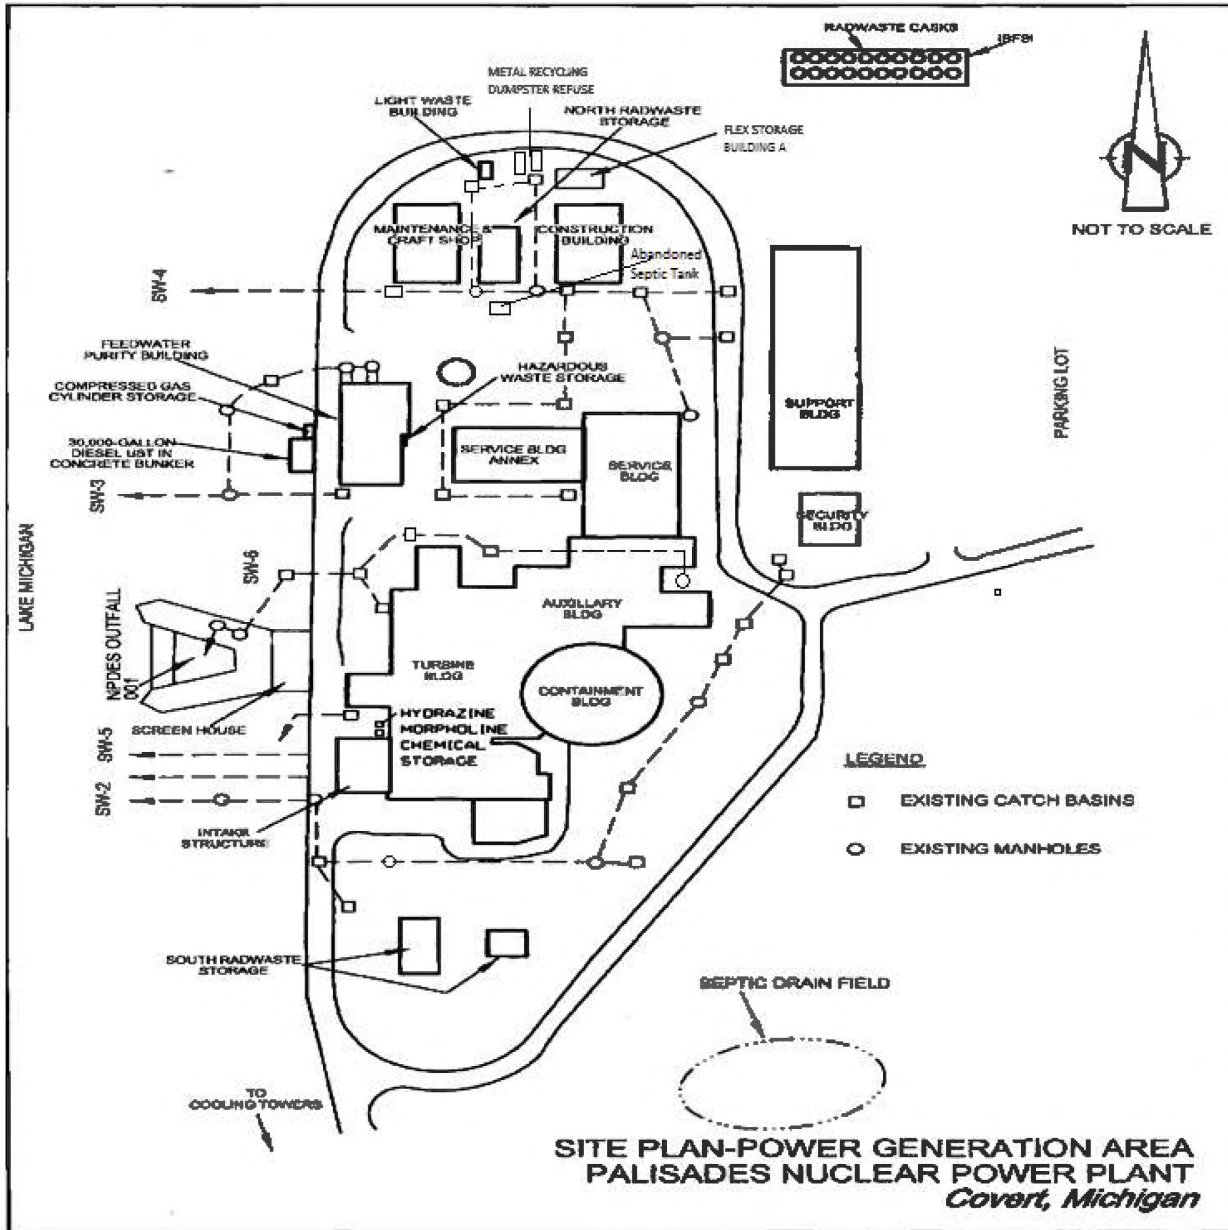 RADWASTE CASKS
ISFSI
METAL RECYCLING
DUMPSTER REFUSE
LIGHT WASTE
BUILDING
NORTH RADWASTE
STORAGE
FLEX STORAGE
BUILDING A
N
NOT TO SCALE
MAINTENANCE &
CRAFT SHOP
CONSTRUCTION
BUILDING
Abandoned
Septic Tank
SW-4
FEEDWATER
PURITY BUILDING
HAZARDOUS
WASTE STORAGE
COMPRESSED GAS
CYLINDER STORAGE
PARKING LOT
SUPPORT
BLDG
30,000-GALLON
DIESEL UST IN
CONCRETE BUNKER
SERVICE BLDG
ANNEX
SERVICE
BLDG
SW-3
SECURITY
BLDG
LAKE MICHIGAN
SW-6
AUXILLARY
BLDG
NPDES OUTFALL
001
TURBINE
BLDG
CONTAINMENT
BLDG
SCREEN HOUSE
HYDRAZINE
MORPHOLINE
CHEMICAL
STORAGE
SW-5
SW-2
LEGEND
EXISTING CATCH BASINS
EXISTING MANHOLES
INTAKE
STRUCTURE
SOUTH RADWASTE
STORAGE
SEPTIC DRAIN FIELD
TO
COOLING TOWERS
SITE PLAN-POWER GENERATION AREA
PALISADES NUCLEAR POWER PLANT
Covert, Michigan